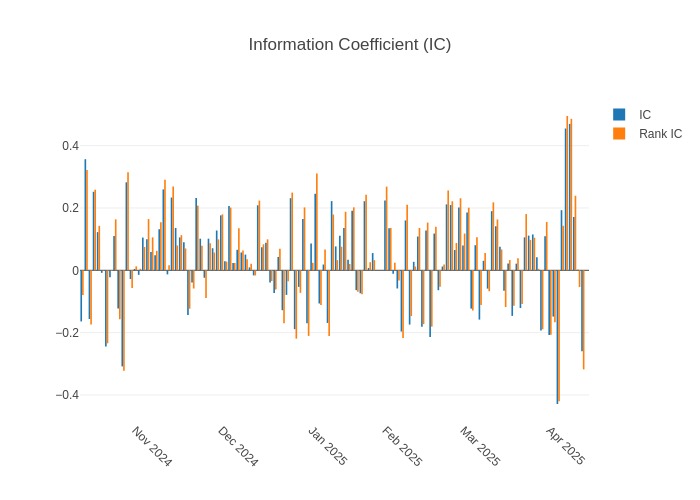 Information Coefficient (IC)
IC
Rank IC
0.4
0.2
0
−0.2
−0.4
Nov 2024
Dec 2024
Jan 2025
Feb 2025
Mar 2025
Apr 2025